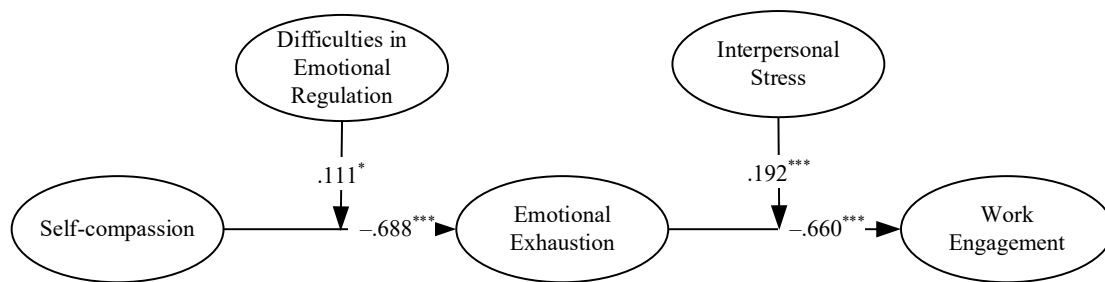 Difficulties in
Emotional
Regulation
Interpersonal
Stress
.111*
.192***
Self-compassion
–.688***
Emotional
Exhaustion
–.660***
Work
Engagement